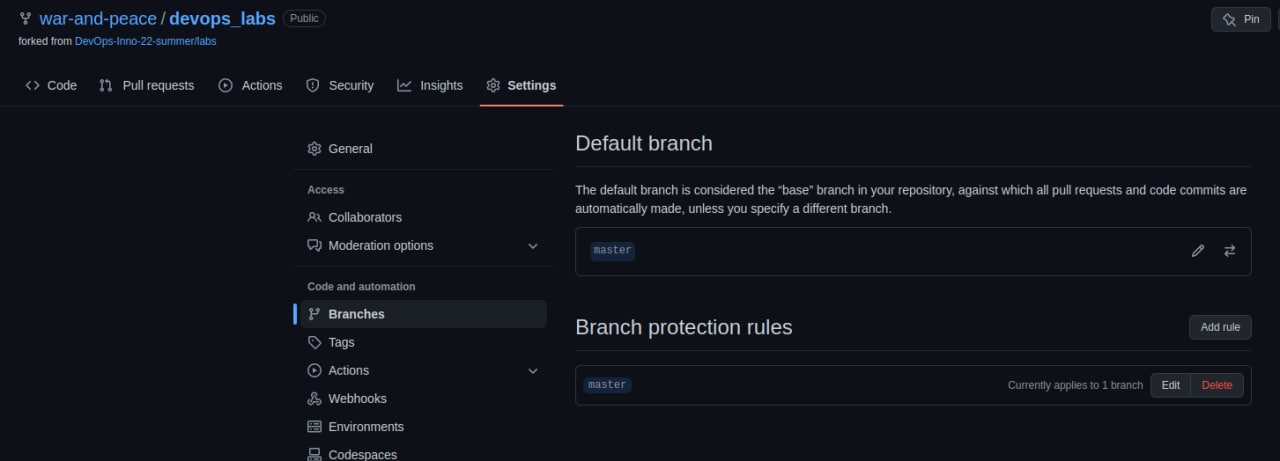 war-and-peace / devops_labs Public
Pin
forked from DevOps-Inno-22-summer/labs
Code Pull requests Actions Security Insights Settings
General
Access
Collaborators
Moderation options
Code and automation
Branches
Tags
Actions
Webhooks
Environments
Codespaces
Default branch
The default branch is considered the “base” branch in your repository, against which all pull requests and code commits are
automatically made, unless you specify a different branch.
master
Branch protection rules
Add rule
master
Currently applies to 1 branch
Edit
Delete